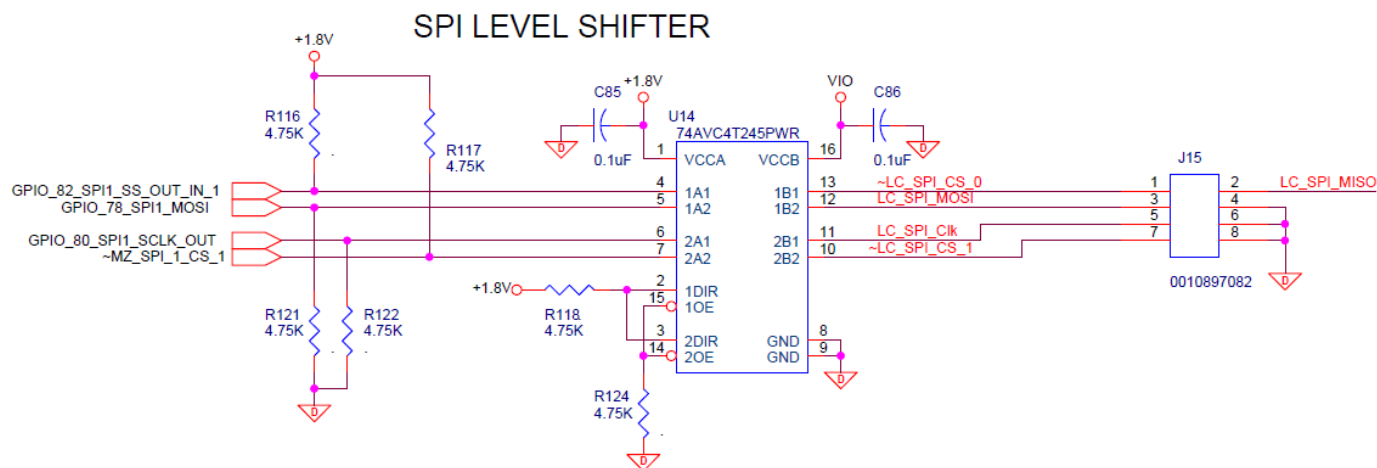 SPI LEVEL SHIFTER
+1.8V
R116
4.75K
R117
4.75K
C85
0.1uF
+1.8V
VIO
C86
0.1uF
U14
74AVC4T245PWR
1 VCCA VCCB 16
GPIO_82_SPI1_SS_OUT_IN_1 4 1A1 1B1 13 ~LC_SPI_CS_0
GPIO_78_SPI1_MOSI 5 1A2 1B2 12 LC_SPI_MOSI
GPIO_80_SPI1_SCLK_OUT 6 2A1 2B1 11 LC_SPI_Clk
~MZ_SPI_1_CS_1 7 2A2 2B2 10 ~LC_SPI_CS_1
J15
1 2 LC_SPI_MISO
3 4
5 6
7 8
0010897082
D
+1.8V
R118
4.75K
2 1DIR
15 1OE
3 2DIR
14 2OE
GND 8
GND 9
R121
4.75K
R122
4.75K
R124
4.75K
D
D
D
D
D